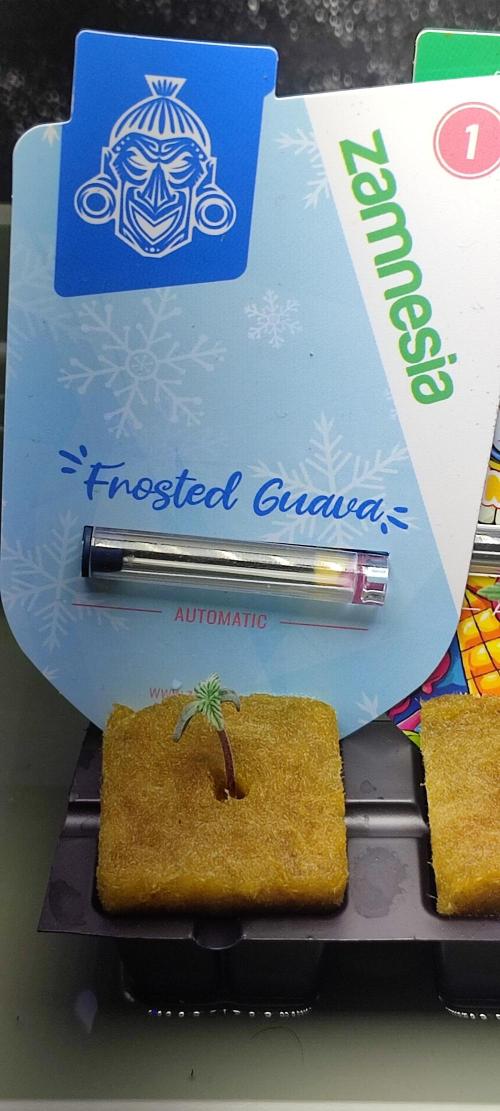 zamnesia
1
Frosted Guava
AUTOMATIC